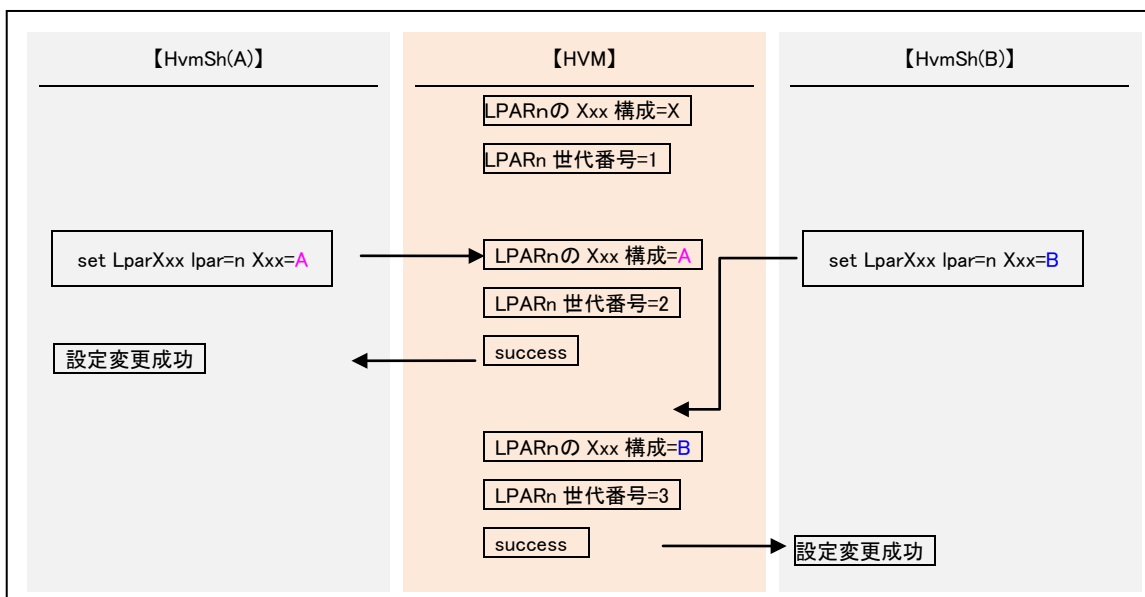 【HvmSh(A)】
【HVM】
【HvmSh(B)】
LPARnの Xxx 構成=X
LPARn 世代番号=1
set LparXxx lpar=n Xxx=A
LPARnの Xxx 構成=A
set LparXxx lpar=n Xxx=B
LPARn 世代番号=2
success
設定変更成功
LPARnの Xxx 構成=B
LPARn 世代番号=3
success
設定変更成功